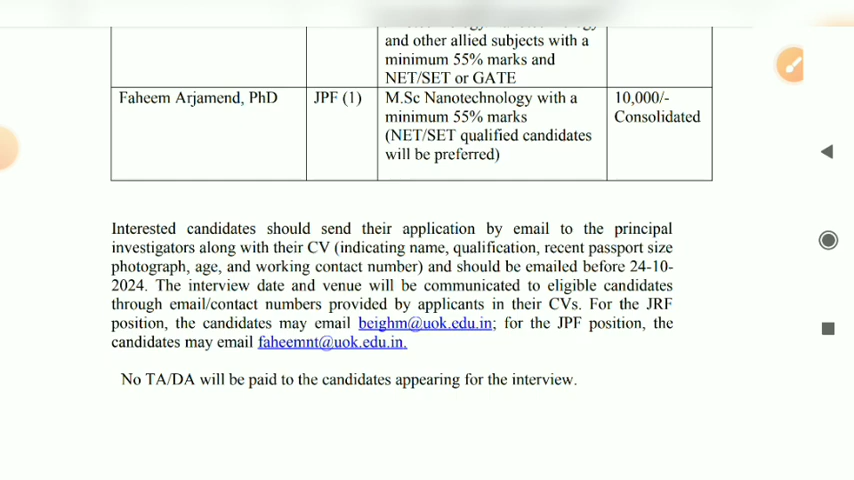 and other allied subjects with a
minimum 55% marks and
NET/SET or GATE
Faheem Arjamend, PhD
JPF (1)
M.Sc Nanotechnology with a
minimum 55% marks
(NET/SET qualified candidates
will be preferred)
10,000/-
Consolidated
Interested candidates should send their application by email to the principal
investigators along with their CV (indicating name, qualification, recent passport size
photograph, age, and working contact number) and should be emailed before 24-10-
2024. The interview date and venue will be communicated to eligible candidates
through email/contact numbers provided by applicants in their CVs. For the JRF
position, the candidates may email beighm@uok.edu.in; for the JPF position, the
candidates may email faheemnt@uok.edu.in.
No TA/DA will be paid to the candidates appearing for the interview.